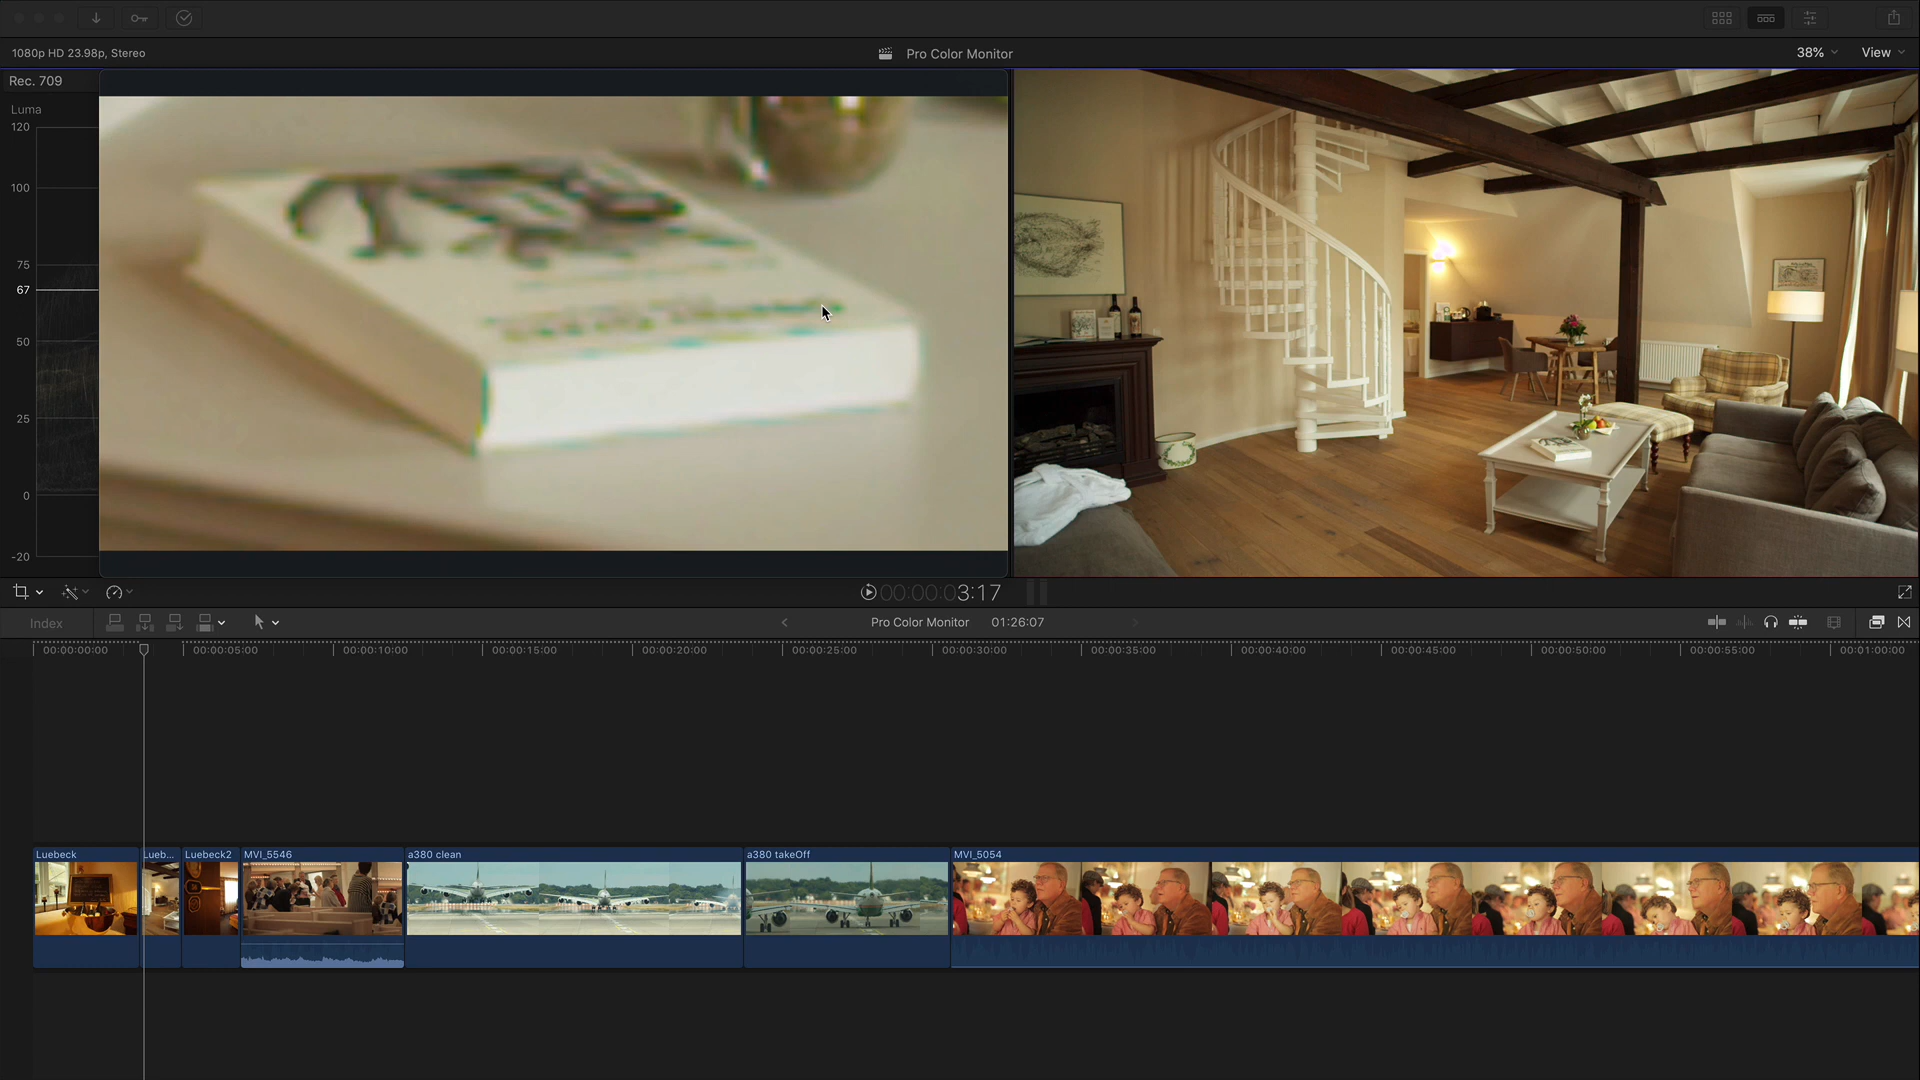 1080p HD 23.98p, Stereo
Pro Color Monitor
38%
View
Rec. 709
Luma
120
100
75
67
50
25
0
-20
00:00:03:17
Index
Pro Color Monitor
01:26:07
00:00:00:00
00:00:05:00
00:00:10:00
00:00:15:00
00:00:20:00
00:00:25:00
00:00:30:00
00:00:35:00
00:00:40:00
00:00:45:00
00:00:50:00
00:00:55:00
00:01:00:00
Luebeck
Lueb...
Luebeck2
MVI_5546
a380 clean
a380 takeOff
MVI_5054